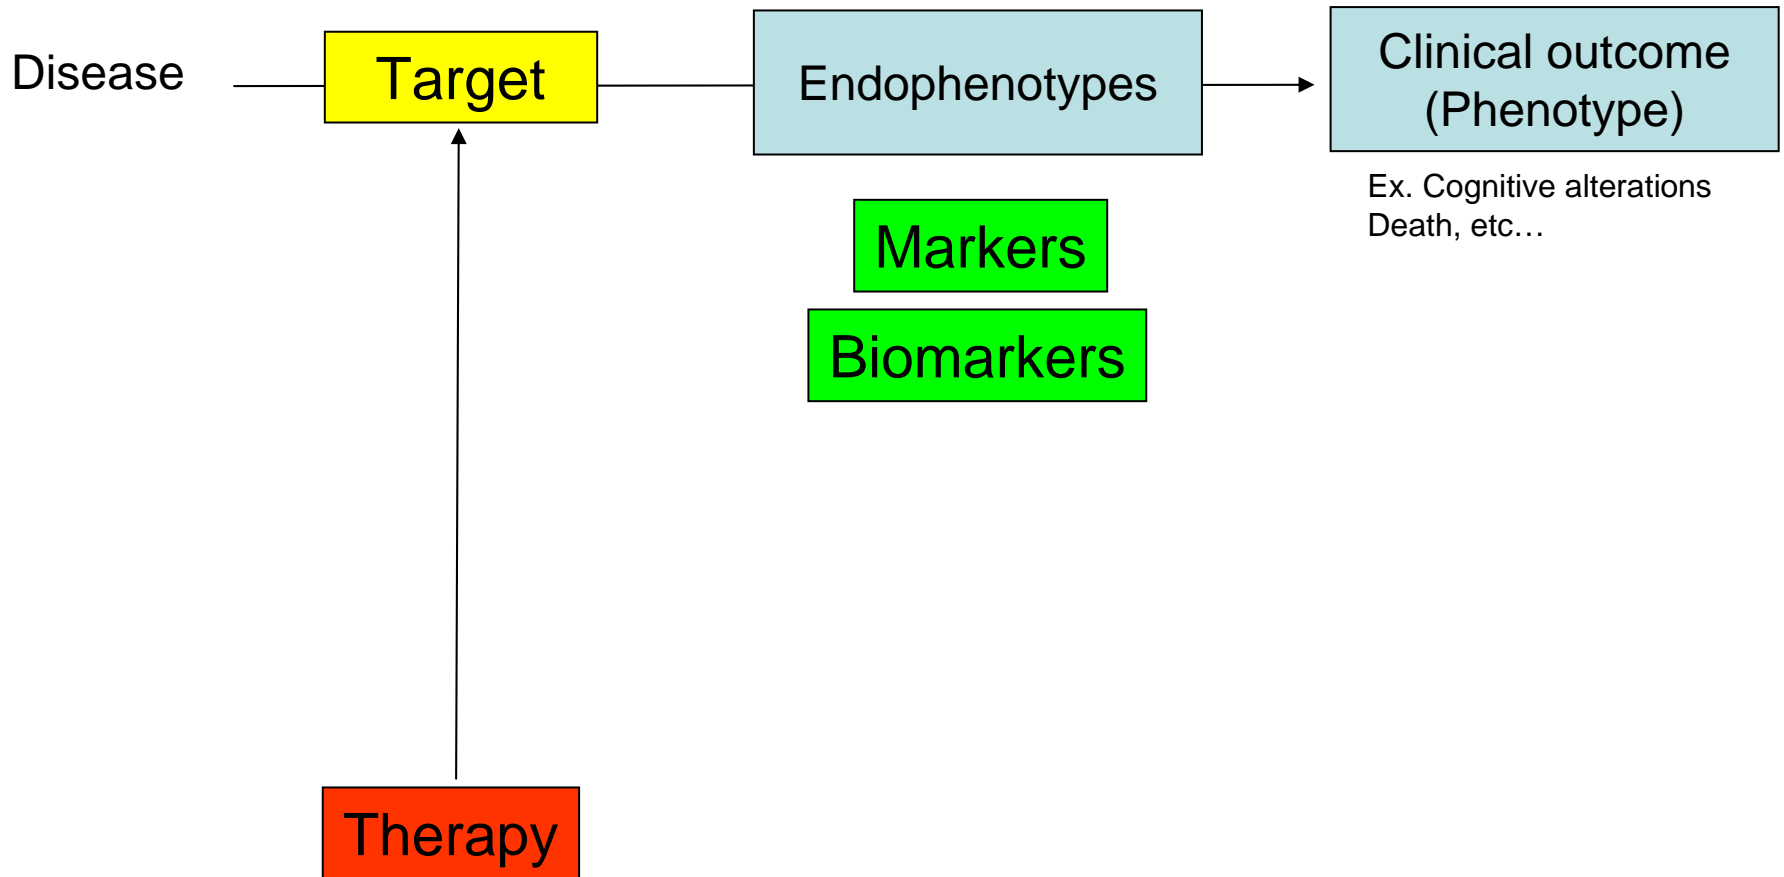 Disease
Target
Endophenotypes
Clinical outcome
(Phenotype)
Ex. Cognitive alterations
Death, etc…
Markers
Biomarkers
Therapy